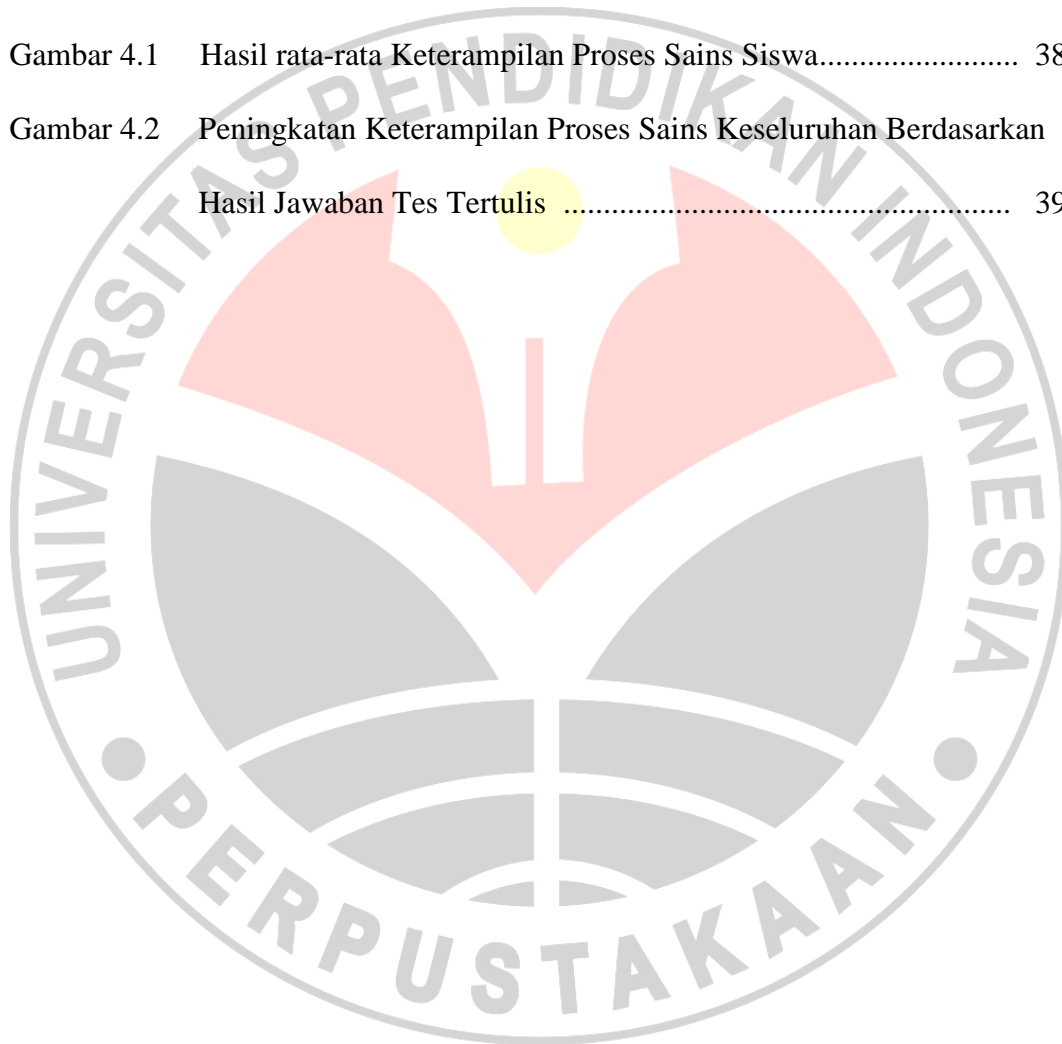 Gambar 4.1 Hasil rata-rata Keterampilan Proses Sains Siswa......................... 38
Gambar 4.2 Peningkatan Keterampilan Proses Sains Keseluruhan Berdasarkan
Hasil Jawaban Tes Tertulis ....................................................... 39
UNIVERSITAS PENDIDIKAN INDONESIA
PERPUSTAKAAN